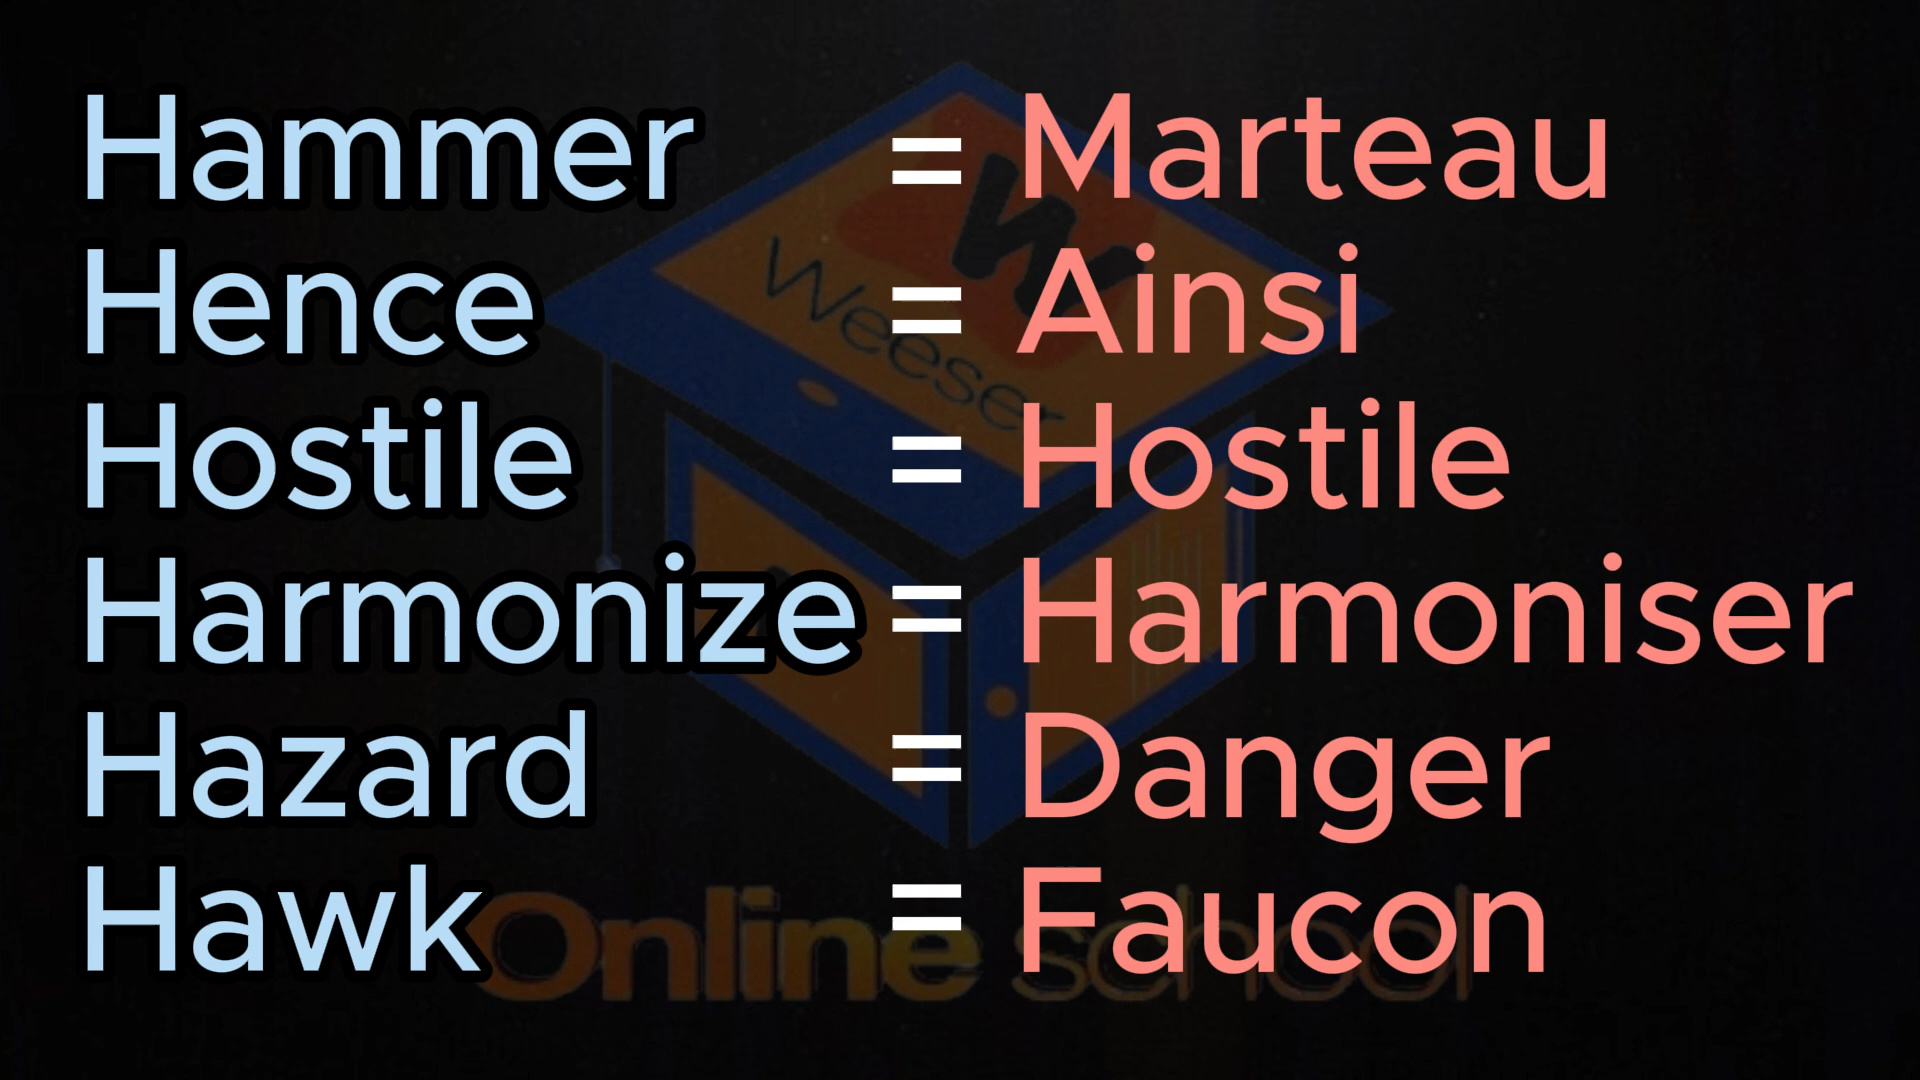 Hammer = Marteau
Hence = Ainsi
Hostile = Hostile
Harmonize = Harmoniser
Hazard = Danger
Hawk = Faucon
W
Weeser
Online school